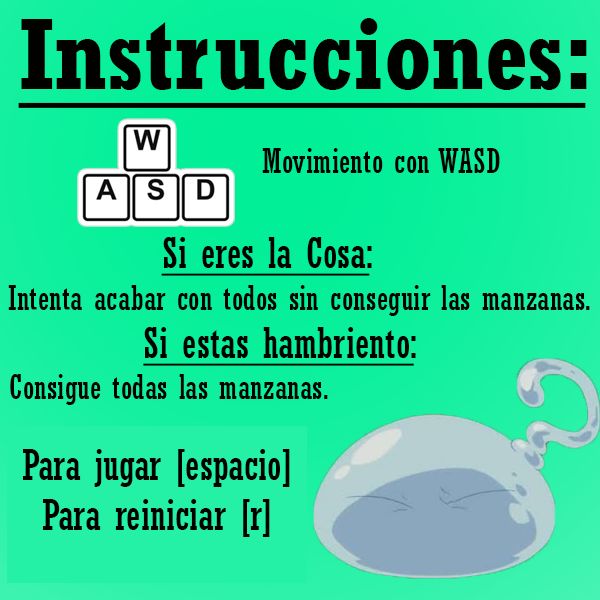 Instrucciones:
W
A S D
Movimiento con WASD
Si eres la Cosa:
Intenta acabar con todos sin conseguir las manzanas.
Si estas hambriento:
Consigue todas las manzanas.
Para jugar [espacio]
Para reiniciar [r]